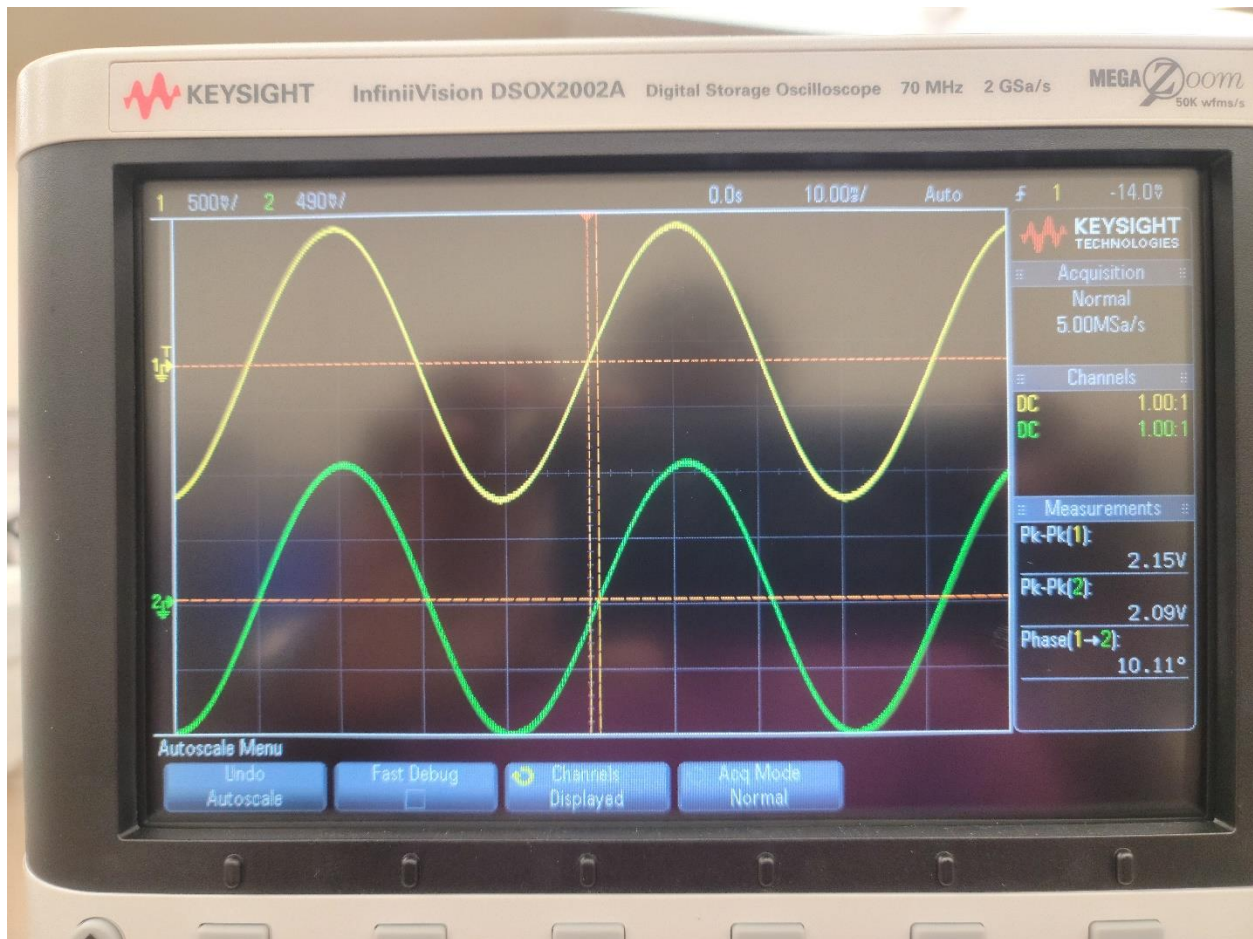 KEYSIGHT InfiniiVision DSOX2002A Digital Storage Oscilloscope 70 MHz 2 GSa/s MEGA Zoom
50K wfms/s
1 500㎷/ 2 490㎷/ 0.0s 10.00㎲/ Auto 1 -14.0㎷
KEYSIGHT
TECHNOLOGIES
Acquisition
Normal
5.00MSa/s
Channels
DC 1.00:1
DC 1.00:1
Measurements
Pk-Pk(1):
2.15V
Pk-Pk(2):
2.09V
Phase(1→2):
10.11°
T
1
2
Autoscale Menu
Undo
Autoscale
Fast Debug
Channels
Displayed
Acq Mode
Normal